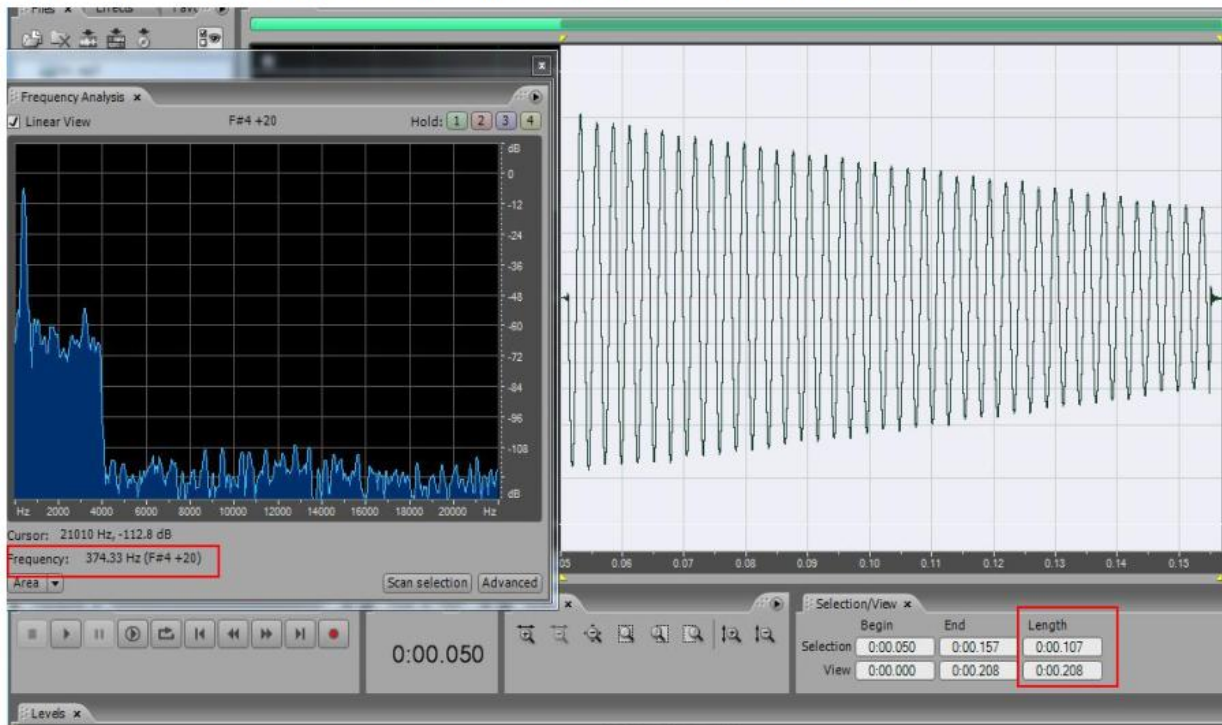 Files ×
Effects
Favo
Frequency Analysis ×
Linear View
F#4 +20
Hold: 1 2 3 4
dB
0
-12
-24
-36
-48
-60
-72
-84
-96
-108
dB
Hz 2000 4000 6000 8000 10000 12000 14000 16000 18000 20000 Hz
Cursor: 21010 Hz, -112.8 dB
Frequency: 374.33 Hz (F#4 +20)
Area
Scan selection
Advanced
05 0.06 0.07 0.08 0.09 0.10 0.11 0.12 0.13 0.14 0.15
0:00.050
Selection/View ×
Begin End Length
Selection 0:00.050 0:00.157 0:00.107
View 0:00.000 0:00.208 0:00.208
Levels ×